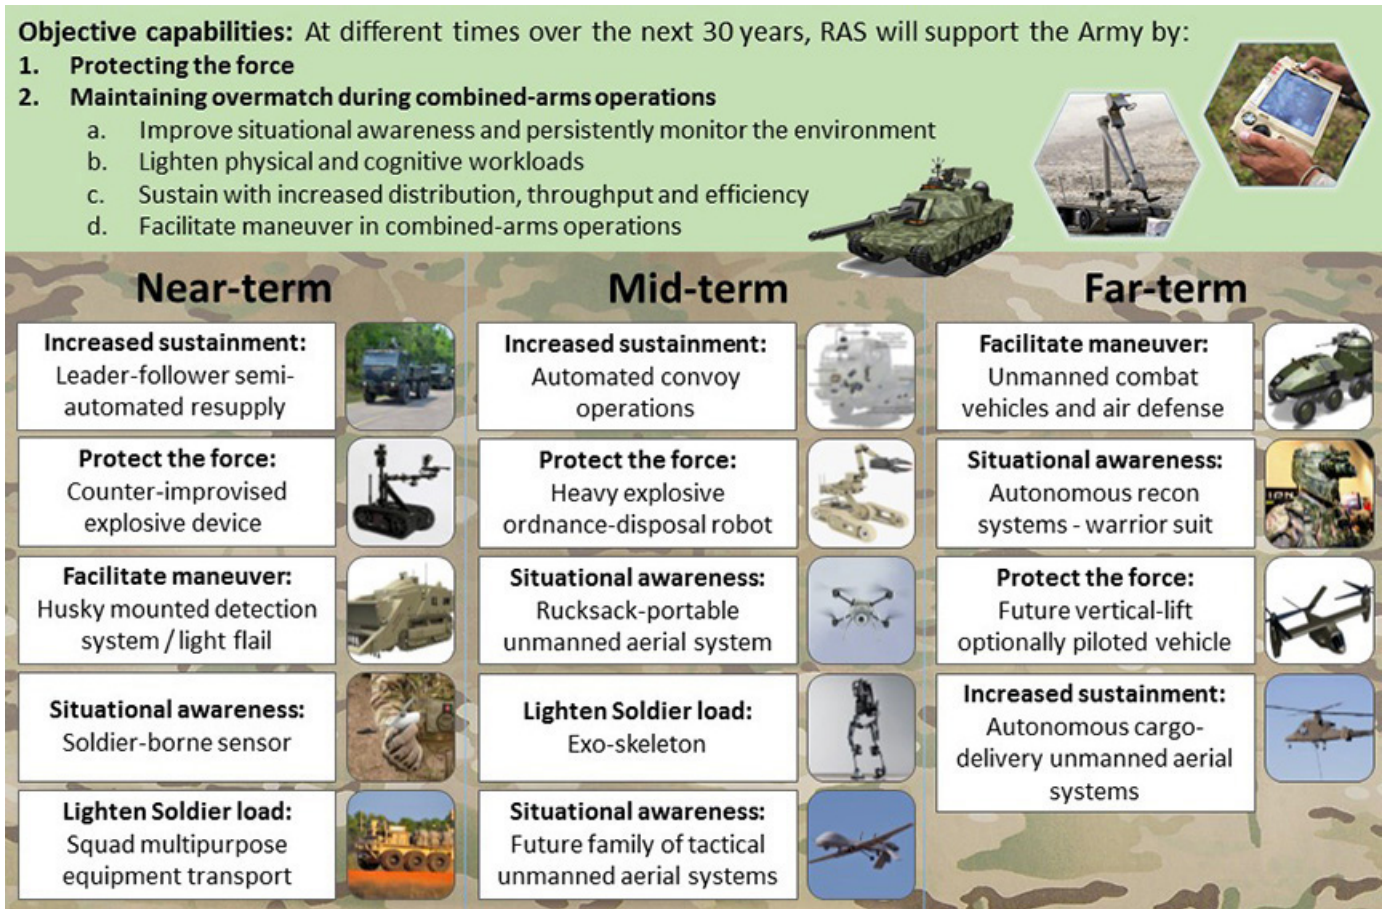 Objective capabilities: At different times over the next 30 years, RAS will support the Army by:
1. Protecting the force
2. Maintaining overmatch during combined-arms operations
a. Improve situational awareness and persistently monitor the environment
b. Lighten physical and cognitive workloads
c. Sustain with increased distribution, throughput and efficiency
d. Facilitate maneuver in combined-arms operations
Near-term
Increased sustainment:
Leader-follower semi-
automated resupply
Protect the force:
Counter-improvised
explosive device
Facilitate maneuver:
Husky mounted detection
system / light flail
Situational awareness:
Soldier-borne sensor
Lighten Soldier load:
Squad multipurpose
equipment transport
Mid-term
Increased sustainment:
Automated convoy
operations
Protect the force:
Heavy explosive
ordnance-disposal robot
Situational awareness:
Rucksack-portable
unmanned aerial system
Lighten Soldier load:
Exo-skeleton
Situational awareness:
Future family of tactical
unmanned aerial systems
Far-term
Facilitate maneuver:
Unmanned combat
vehicles and air defense
Situational awareness:
Autonomous recon
systems - warrior suit
Protect the force:
Future vertical-lift
optionally piloted vehicle
Increased sustainment:
Autonomous cargo-
delivery unmanned aerial
systems